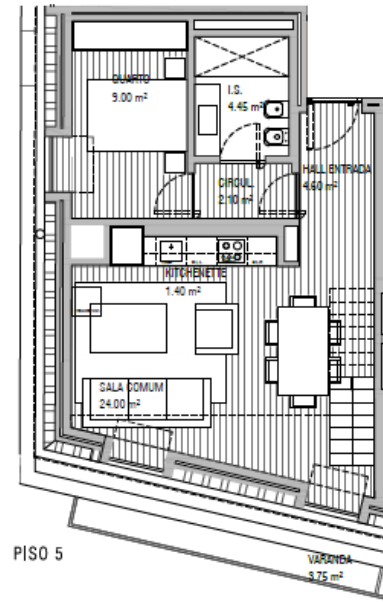 QUARTO
9.00 m²
I.S.
4.45 m²
CIRCUL.
2.10 m²
HALL ENTRADA
4.60 m²
KITCHENETTE
1.40 m²
SALA COMUM
24.00 m²
PISO 5
VARANDA
3.75 m²